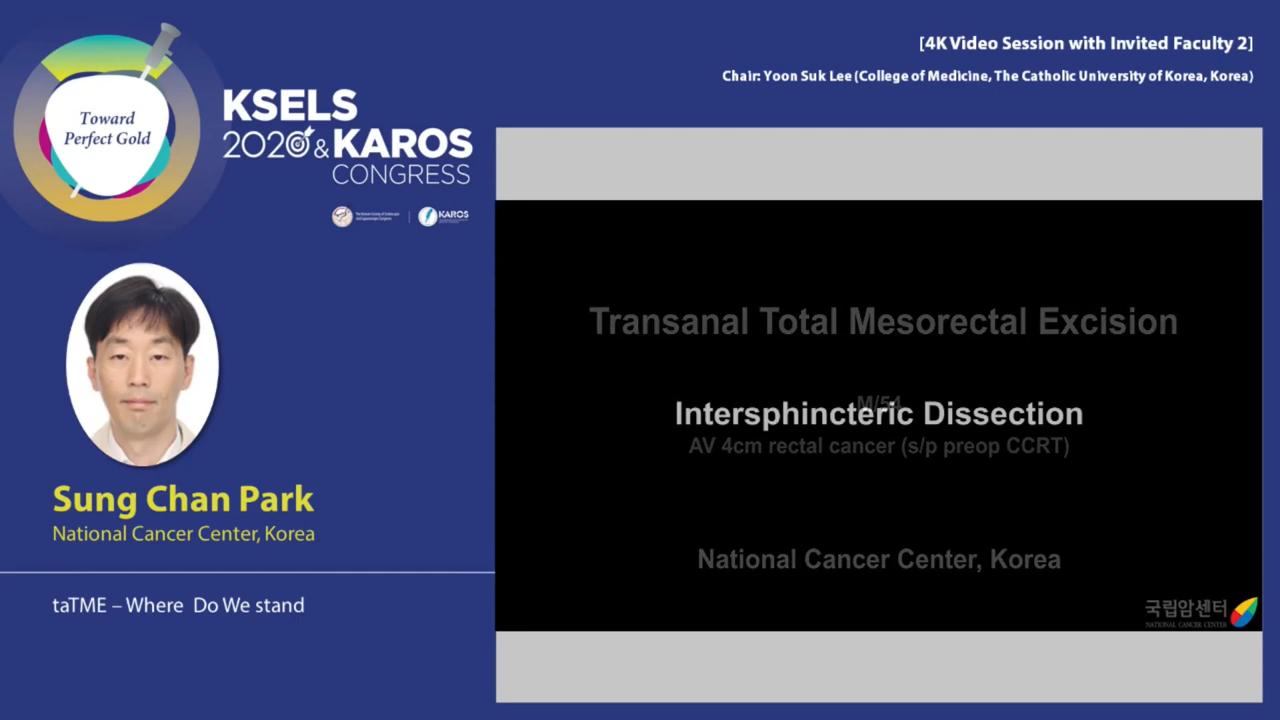 [4K Video Session with Invited Faculty 2]
Chair: Yoon Suk Lee (College of Medicine, The Catholic University of Korea, Korea)
Toward
Perfect Gold
KSELS
2020 & KAROS
CONGRESS
KAROS
Sung Chan Park
National Cancer Center, Korea
taTME – Where Do We stand
Transanal Total Mesorectal Excision
M/54
Intersphincteric Dissection
AV 4cm rectal cancer (s/p preop CCRT)
National Cancer Center, Korea
국립암센터
NATIONAL CANCER CENTER